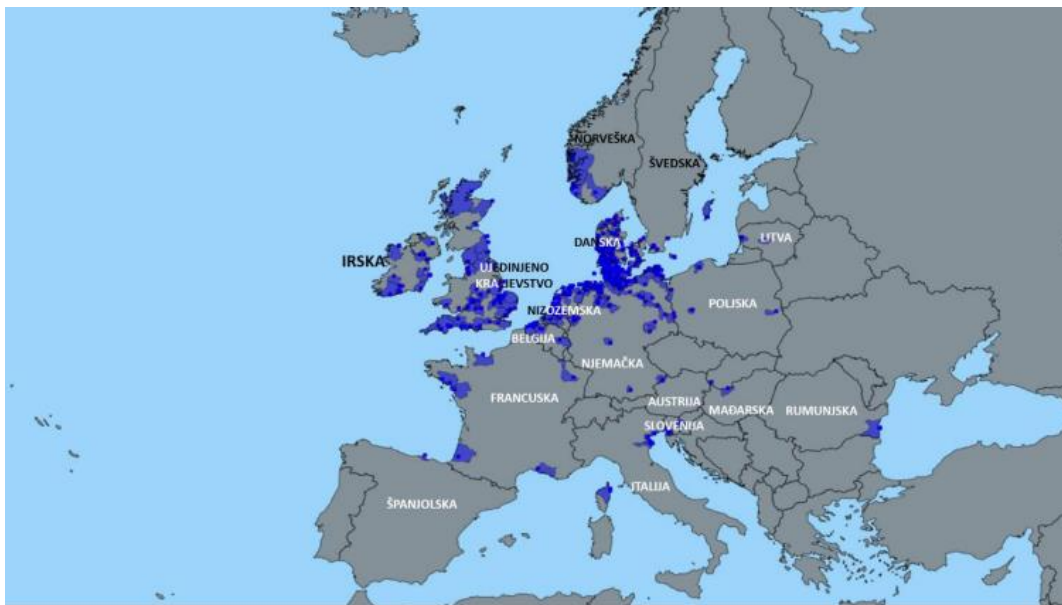 NORVEŠKA
ŠVEDSKA
DANSKA
LITVA
IRSKA
UJEDINJENO
KRALJEVSTVO
NIZOZEMSKA
POLJSKA
BELGIJA
NJEMAČKA
FRANCUSKA
AUSTRIJA
MAĐARSKA
RUMUNJSKA
SLOVENIJA
ITALIJA
ŠPANJOLSKA